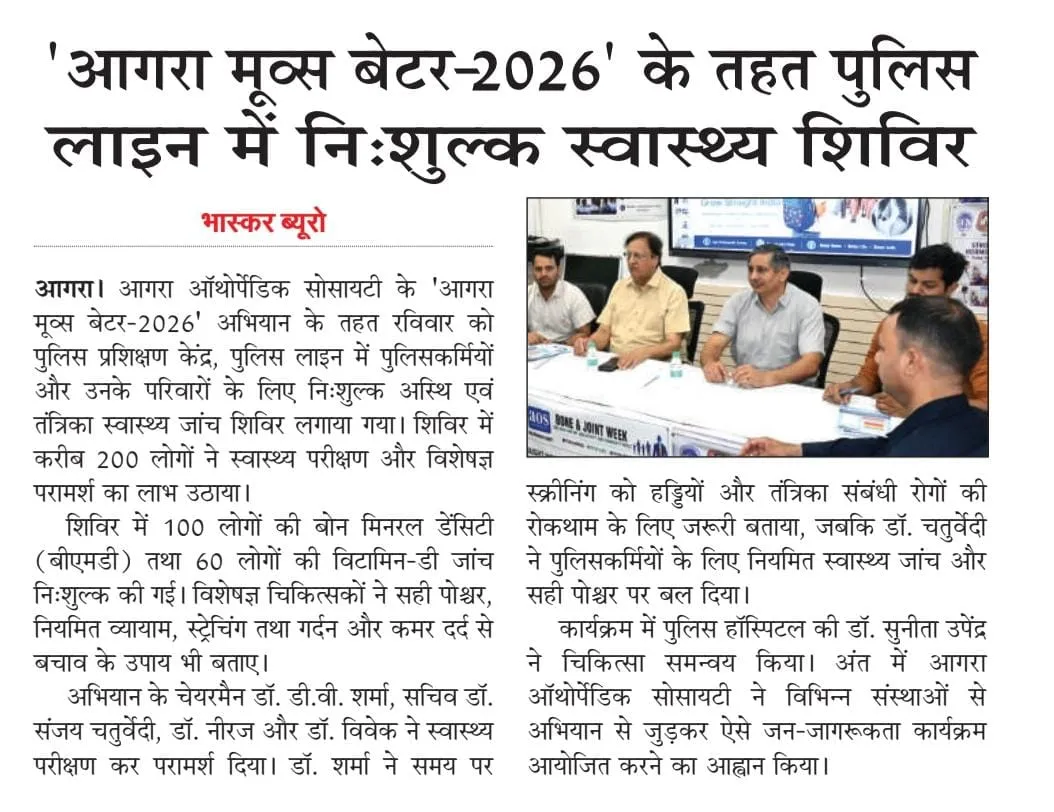 'आगरा मूव्स बेटर-2026' के तहत पुलिस
लाइन में निःशुल्क स्वास्थ्य शिविर
भास्कर ब्यूरो
आगरा। आगरा ऑथोर्पेडिक सोसायटी के 'आगरा
मूव्स बेटर-2026' अभियान के तहत रविवार को
पुलिस प्रशिक्षण केंद्र, पुलिस लाइन में पुलिसकर्मियों
और उनके परिवारों के लिए निःशुल्क अस्थि एवं
तंत्रिका स्वास्थ्य जांच शिविर लगाया गया। शिविर में
करीब 200 लोगों ने स्वास्थ्य परीक्षण और विशेषज्ञ
परामर्श का लाभ उठाया।
शिविर में 100 लोगों की बोन मिनरल डेंसिटी
(बीएमडी) तथा 60 लोगों की विटामिन-डी जांच
निःशुल्क की गई। विशेषज्ञ चिकित्सकों ने सही पोश्चर,
नियमित व्यायाम, स्ट्रेचिंग तथा गर्दन और कमर दर्द से
बचाव के उपाय भी बताए।
अभियान के चेयरमैन डॉ. डी.वी. शर्मा, सचिव डॉ.
संजय चतुर्वेदी, डॉ. नीरज और डॉ. विवेक ने स्वास्थ्य
परीक्षण कर परामर्श दिया। डॉ. शर्मा ने समय पर
aos BONE & JOINT WEEK
स्क्रीनिंग को हड्डियों और तंत्रिका संबंधी रोगों की
रोकथाम के लिए जरूरी बताया, जबकि डॉ. चतुर्वेदी
ने पुलिसकर्मियों के लिए नियमित स्वास्थ्य जांच और
सही पोश्चर पर बल दिया।
कार्यक्रम में पुलिस हॉस्पिटल की डॉ. सुनीता उपेंद्र
ने चिकित्सा समन्वय किया। अंत में आगरा
ऑथोर्पेडिक सोसायटी ने विभिन्न संस्थाओं से
अभियान से जुड़कर ऐसे जन-जागरूकता कार्यक्रम
आयोजित करने का आह्वान किया।